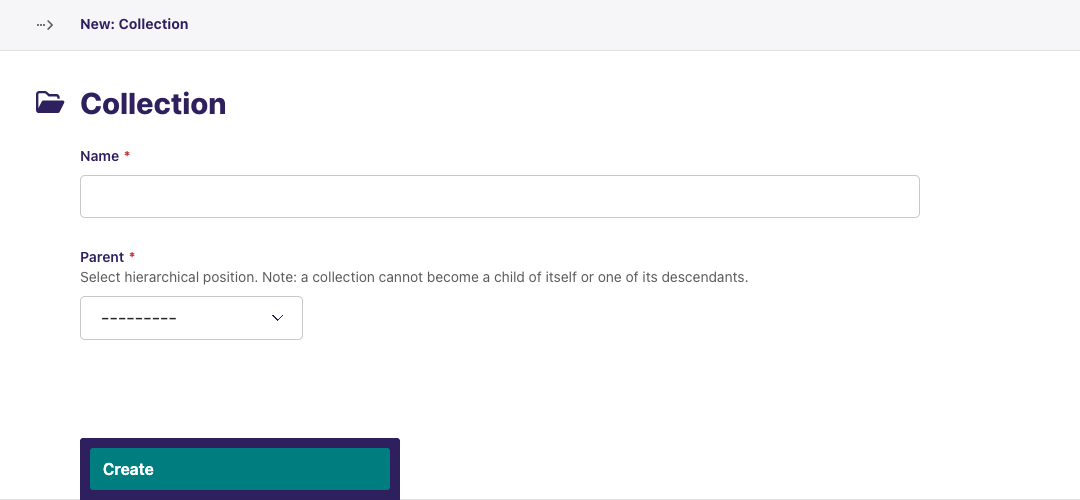 New: Collection
Collection
Name *
Parent *
Select hierarchical position. Note: a collection cannot become a child of itself or one of its descendants.
---------
Create